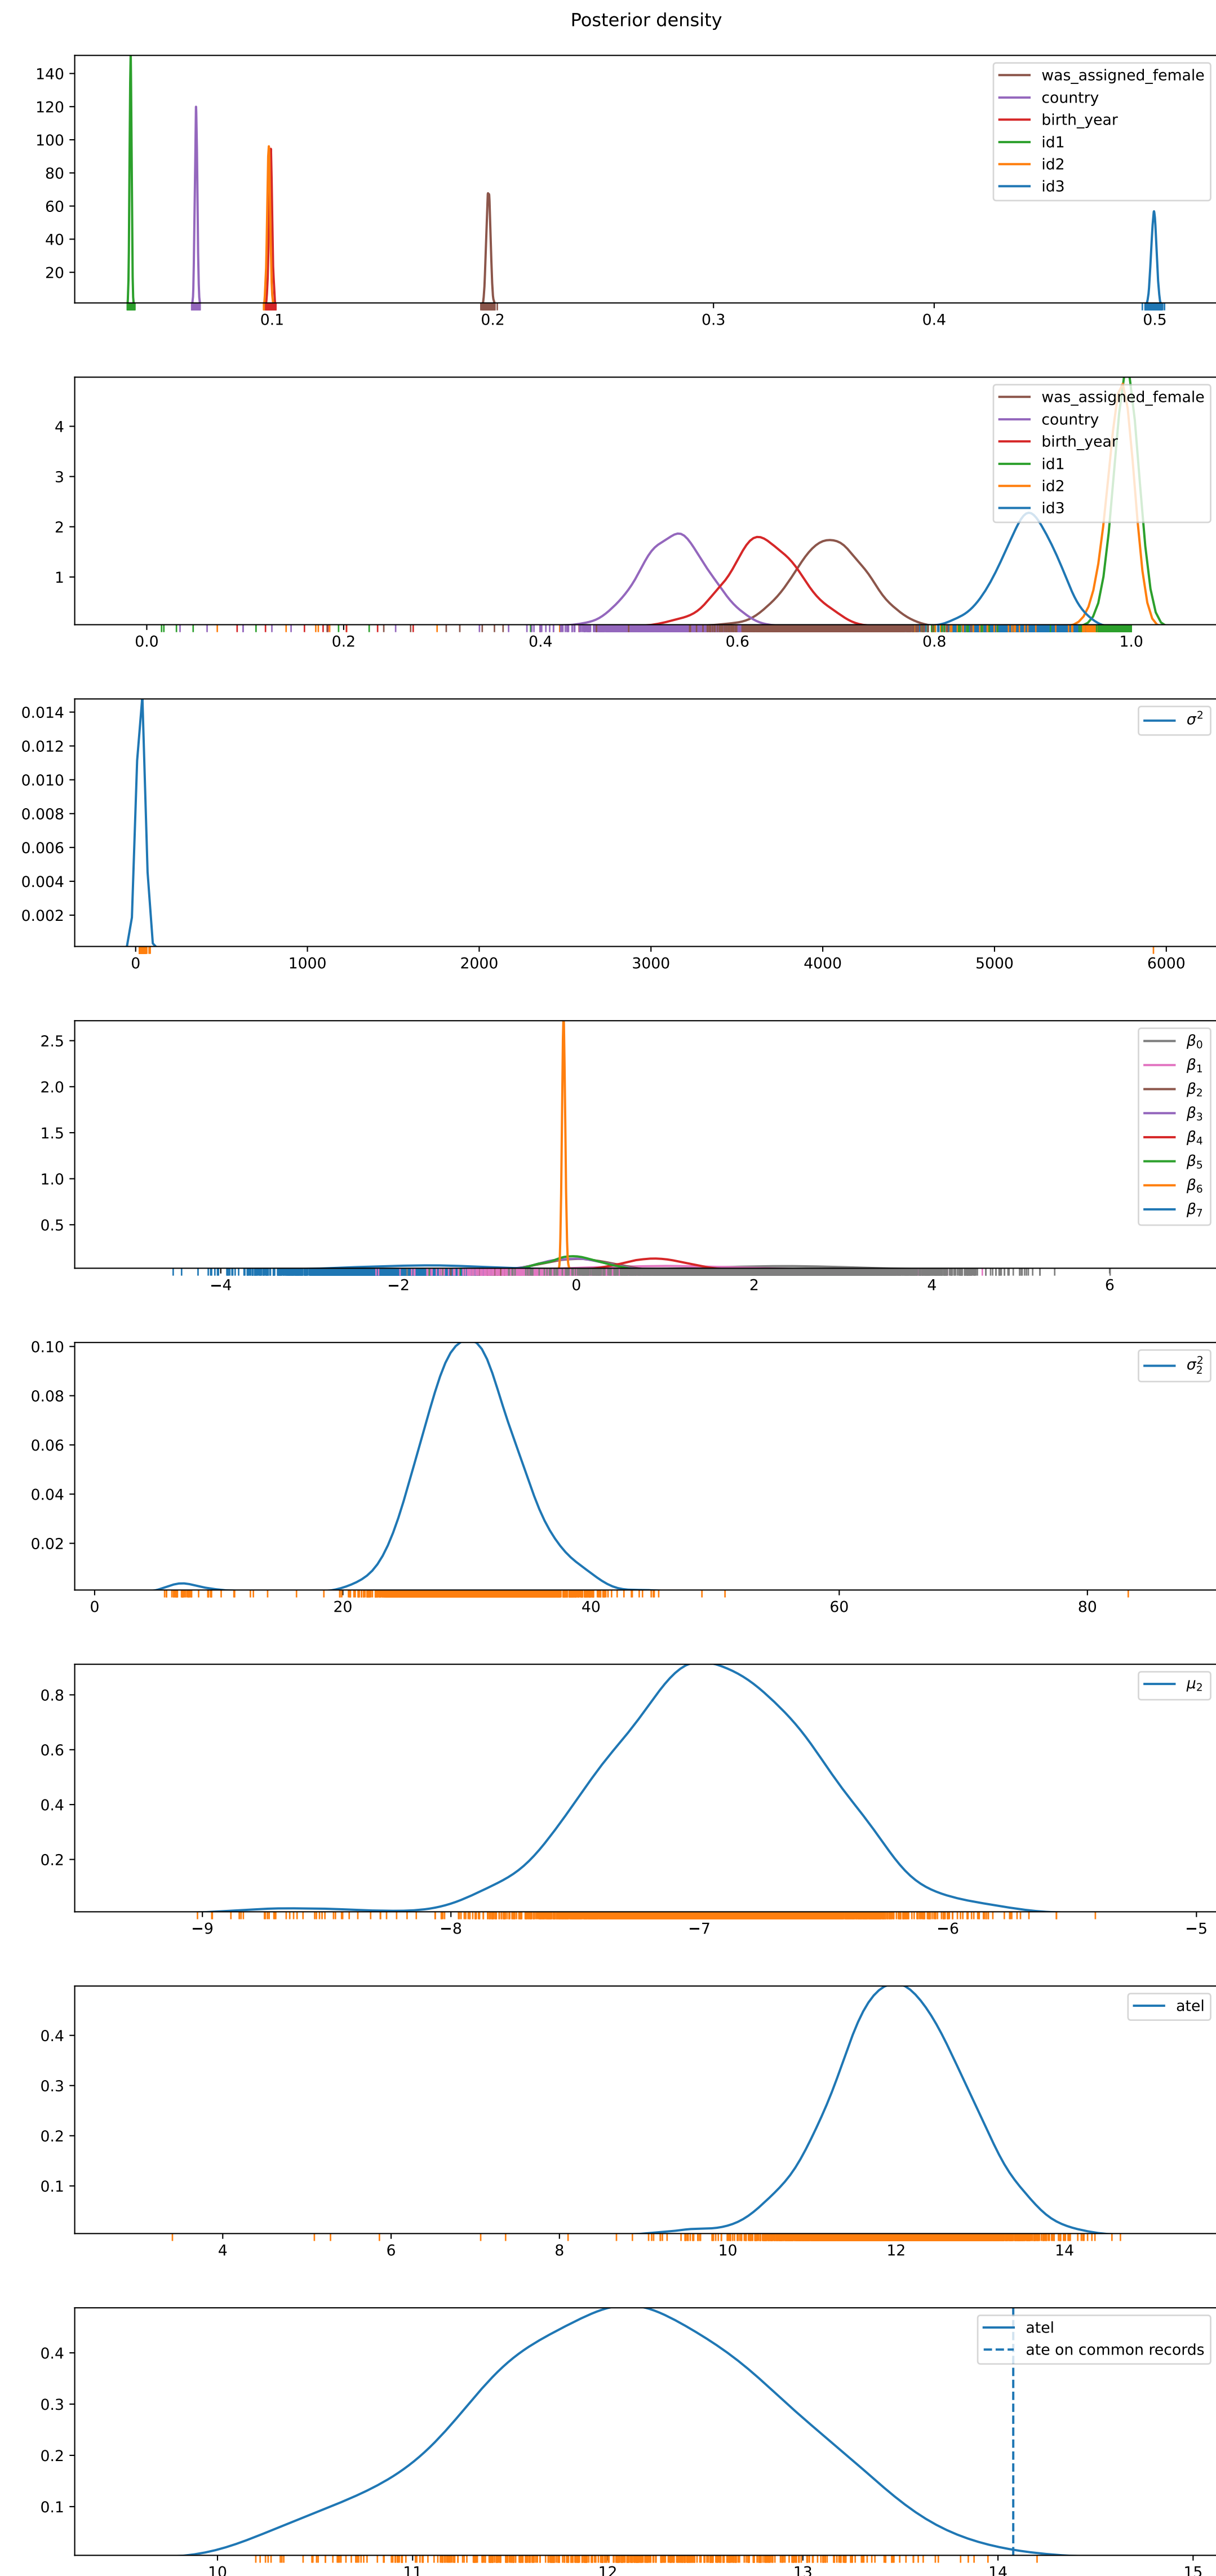 Posterior density
140
120
100
80
60
40
20
was_assigned_female
country
birth_year
id1
id2
id3
0.1 0.2 0.3 0.4 0.5
4
3
2
1
was_assigned_female
country
birth_year
id1
id2
id3
0.0 0.2 0.4 0.6 0.8 1.0
0.014
0.012
0.010
0.008
0.006
0.004
0.002
σ²
0 1000 2000 3000 4000 5000 6000
2.5
2.0
1.5
1.0
0.5
β₀
β₁
β₂
β₃
β₄
β₅
β₆
β₇
−4 −2 0 2 4 6
0.10
0.08
0.06
0.04
0.02
σ₂²
0 20 40 60 80
0.8
0.6
0.4
0.2
μ₂
−9 −8 −7 −6 −5
0.4
0.3
0.2
0.1
atel
4 6 8 10 12 14
0.4
0.3
0.2
0.1
atel
ate on common records
10 11 12 13 14 15